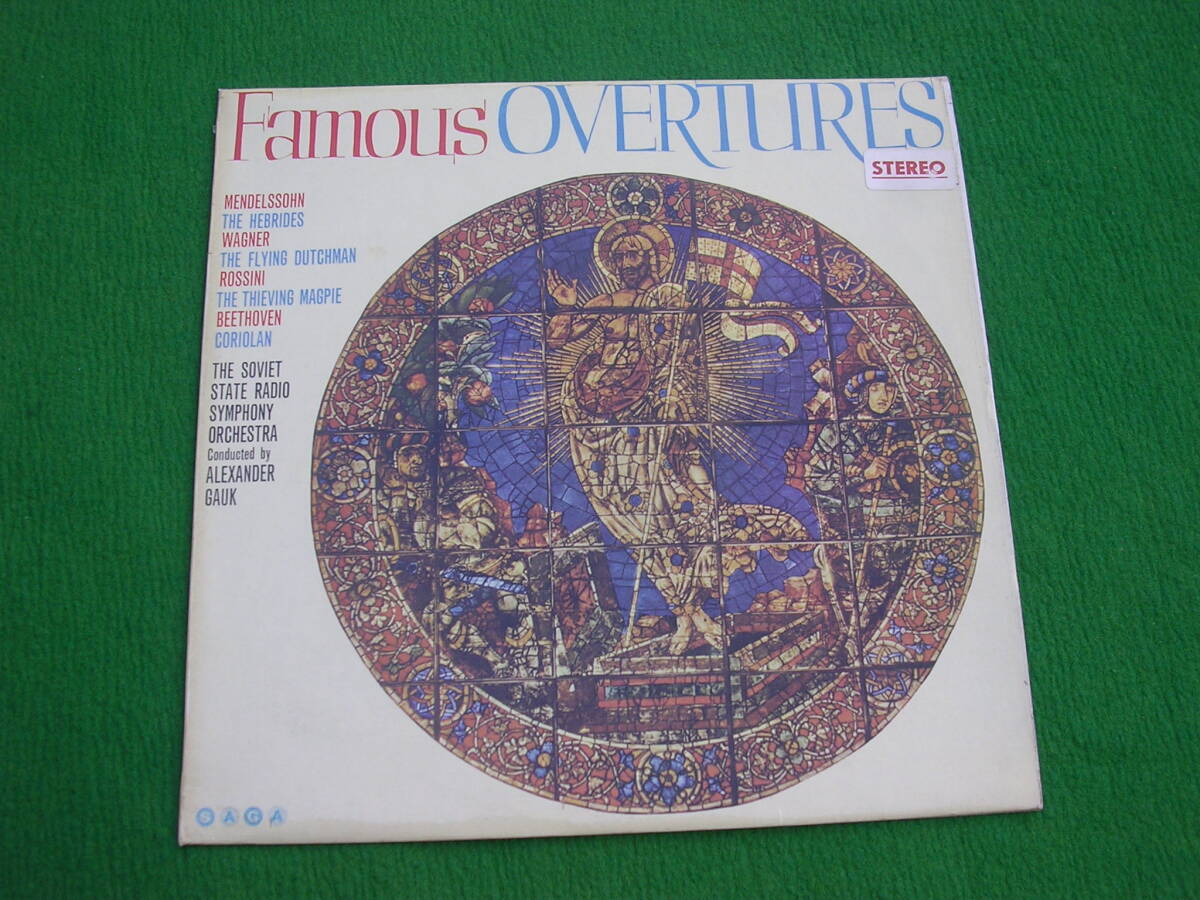 Famous OVERTURES
STEREO
MENDELSSOHN
THE HEBRIDES
WAGNER
THE FLYING DUTCHMAN
ROSSINI
THE THIEVING MAGPIE
BEETHOVEN
CORIOLAN
THE SOVIET
STATE RADIO
SYMPHONY
ORCHESTRA
Conducted by
ALEXANDER
GAUK
SAGA